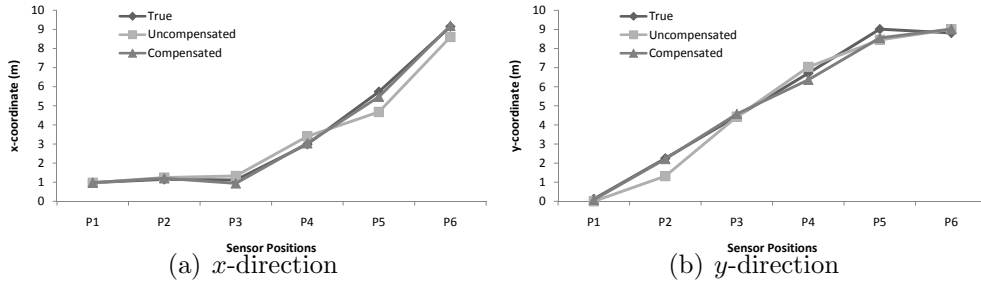 x-coordinate (m)
10
9
8
7
6
5
4
3
2
1
0
True
Uncompensated
Compensated
P1 P2 P3 P4 P5 P6
Sensor Positions
(a) x-direction
y-coordinate (m)
10
9
8
7
6
5
4
3
2
1
0
True
Uncompensated
Compensated
P1 P2 P3 P4 P5 P6
Sensor Positions
(b) y-direction